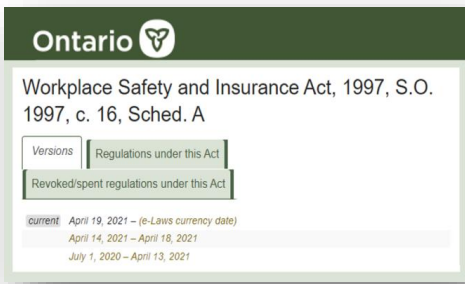 Ontario
Workplace Safety and Insurance Act, 1997, S.O.
1997, c. 16, Sched. A
Versions
Regulations under this Act
Revoked/spent regulations under this Act
current April 19, 2021 – (e-Laws currency date)
April 14, 2021 – April 18, 2021
July 1, 2020 – April 13, 2021